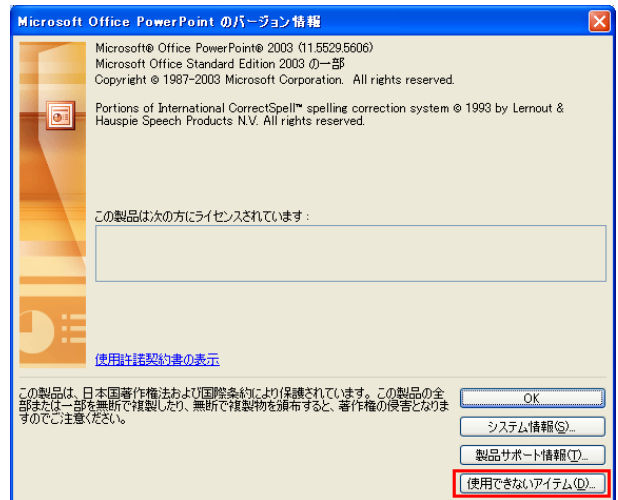 Microsoft Office PowerPoint のバージョン情報
Microsoft® Office PowerPoint® 2003 (11.5529.5606)
Microsoft Office Standard Edition 2003 の一部
Copyright © 1987-2003 Microsoft Corporation. All rights reserved.
Portions of International CorrectSpell™ spelling correction system © 1993 by Lernout &
Hauspie Speech Products N.V. All rights reserved.
この製品は次の方にライセンスされています:
使用許諾契約書の表示
この製品は、日本国著作権法および国際条約により保護されています。この製品の全
部または一部を無断で複製したり、無断で複製物を頒布すると、著作権の侵害となりま
すのでご注意ください。
OK
システム情報(S)...
製品サポート情報(T)...
使用できないアイテム(D)...